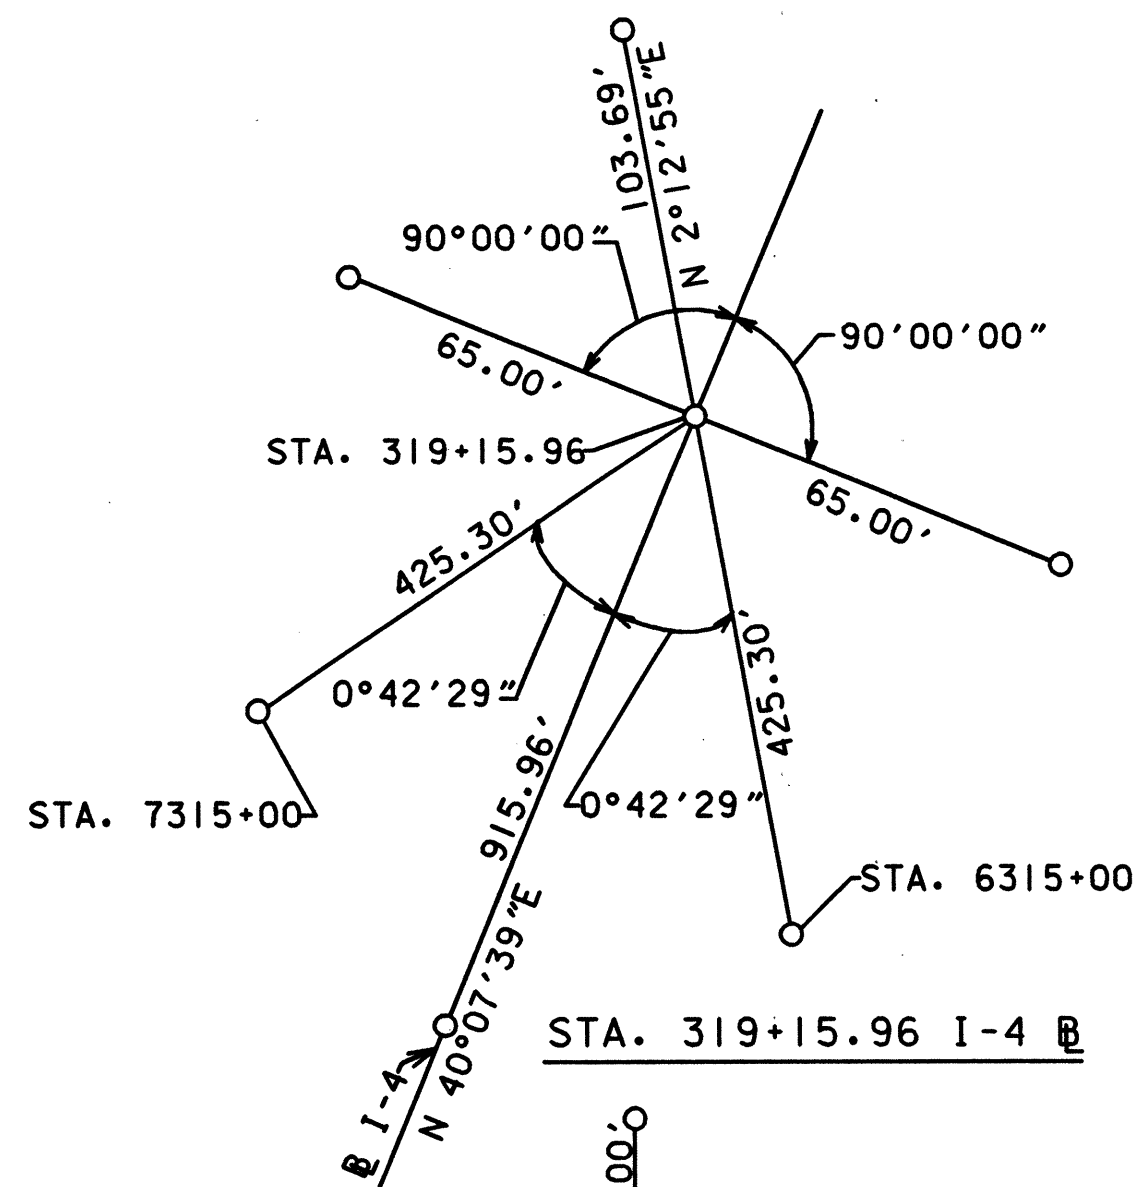 103.69'
N 2°12'55"E
90°00'00"
90'00'00"
65.00'
STA. 319+15.96
65.00'
425.30'
0°42'29"
425.30'
915.96'
STA. 7315+00
0°42'29"
STA. 6315+00
N 40°07'39"E
STA. 319+15.96 I-4 BL
BL I-4
00'